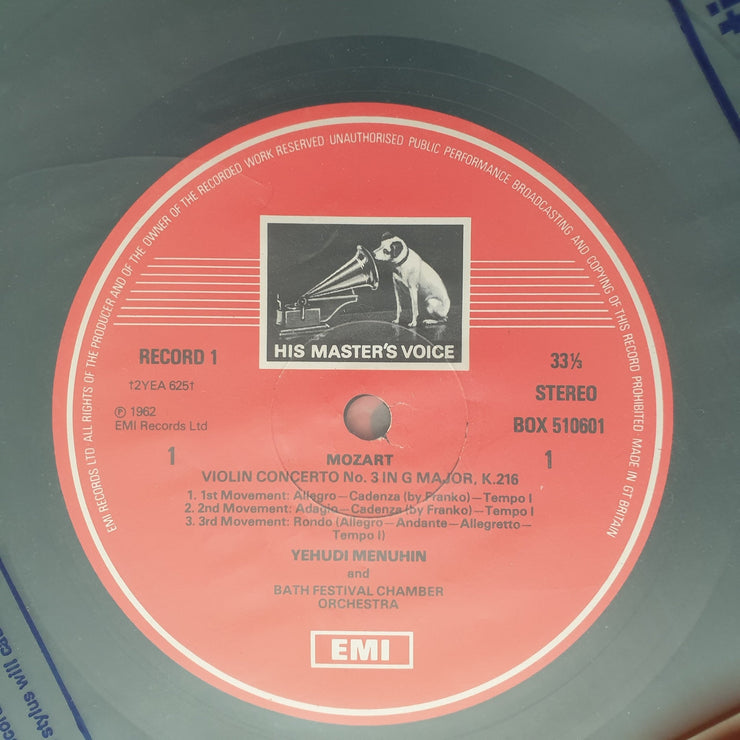 EMI RECORDS LTD · ALL RIGHTS OF THE PRODUCER AND OF THE OWNER OF THE RECORDED WORK RESERVED UNAUTHORISED PUBLIC PERFORMANCE BROADCASTING AND COPYING OF THIS RECORD PROHIBITED MADE IN GT BRITAIN
HIS MASTER'S VOICE
RECORD 1
33⅓
†2YEA 625†
STEREO
℗ 1962
EMI Records Ltd
BOX 510601
1
1
MOZART
VIOLIN CONCERTO No. 3 IN G MAJOR, K.216
1. 1st Movement: Allegro—Cadenza (by Franko)—Tempo I
2. 2nd Movement: Adagio—Cadenza (by Franko)—Tempo I
3. 3rd Movement: Rondo (Allegro—Andante—Allegretto—
Tempo I)
YEHUDI MENUHIN
and
BATH FESTIVAL CHAMBER
ORCHESTRA
EMI
stylus will